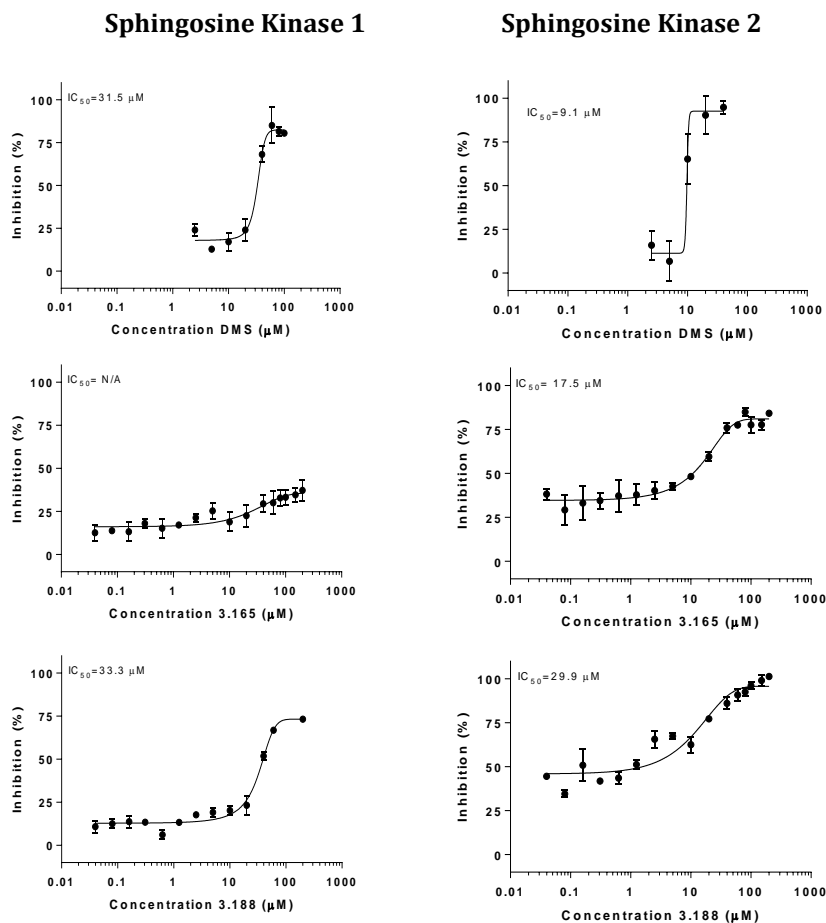 Sphingosine Kinase 1
Sphingosine Kinase 2
IC50=31.5 μM
Inhibition (%)
100
75
50
25
0
0.01 0.1 1 10 100 1000
Concentration DMS (μM)
IC50=9.1 μM
Inhibition (%)
100
75
50
25
0
0.01 0.1 1 10 100 1000
Concentration DMS (μM)
IC50= N/A
Inhibition (%)
100
75
50
25
0
0.01 0.1 1 10 100 1000
Concentration 3.165 (μM)
IC50= 17.5 μM
Inhibition (%)
100
75
50
25
0
0.01 0.1 1 10 100 1000
Concentration 3.165 (μM)
IC50=33.3 μM
Inhibition (%)
100
75
50
25
0
0.01 0.1 1 10 100 1000
Concentration 3.188 (μM)
IC50=29.9 μM
Inhibition (%)
100
75
50
25
0
0.01 0.1 1 10 100 1000
Concentration 3.188 (μM)